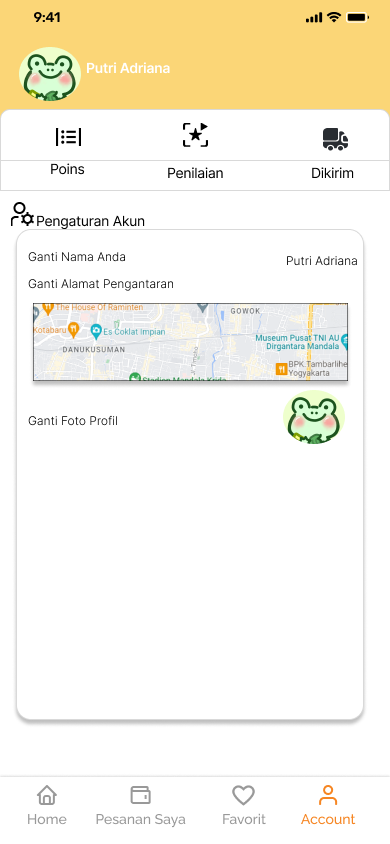 9:41
Putri Adriana
Poins
Penilaian
Dikirim
Pengaturan Akun
Ganti Nama Anda
Putri Adriana
Ganti Alamat Pengantaran
The House Of Raminten
GOWOK
Kotabaru
Es Coklat Impian
Museum Pusat TNI AU
Dirgantara Mandala
DANUKUSUMAN
BPK Tambarlihe
Yogyakarta
Stadion Mandala Krida
Ganti Foto Profil
Home
Pesanan Saya
Favorit
Account